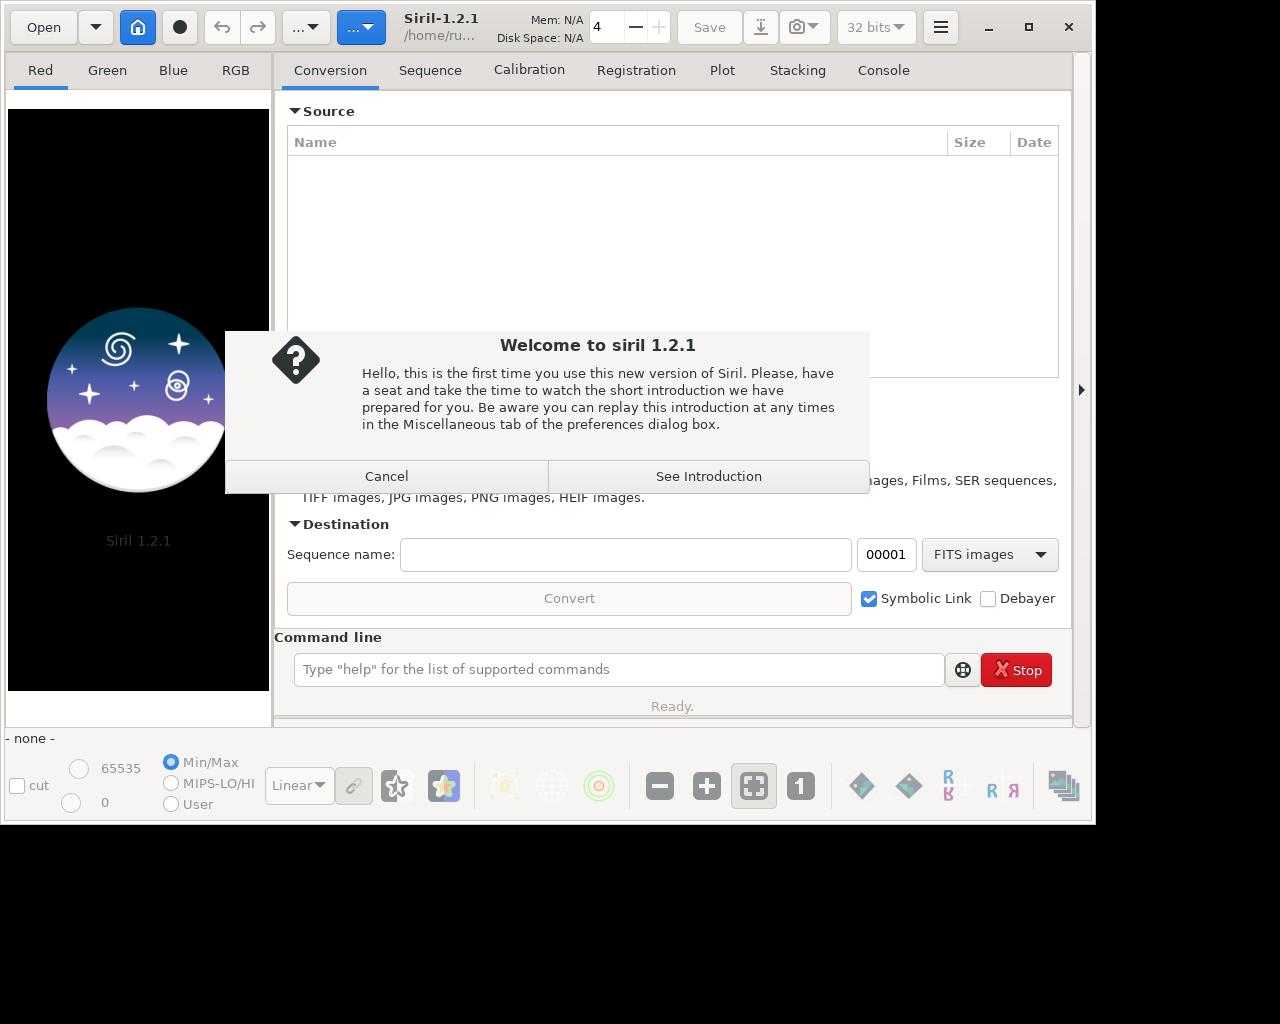 Open
...
...
Siril-1.2.1
/home/ru...
Mem: N/A
Disk Space: N/A
4
Save
32 bits
Red Green Blue RGB
Conversion Sequence Calibration Registration Plot Stacking Console
Source
Name Size Date
Welcome to siril 1.2.1
Hello, this is the first time you use this new version of Siril. Please, have
a seat and take the time to watch the short introduction we have
prepared for you. Be aware you can replay this introduction at any times
in the Miscellaneous tab of the preferences dialog box.
Cancel See Introduction
Films, SER sequences,
TIFF images, JPG images, PNG images, HEIF images.
Siril 1.2.1
Destination
Sequence name: 00001 FITS images
Convert Symbolic Link Debayer
Command line
Type "help" for the list of supported commands
Stop
Ready.
- none -
cut
65535
0
Min/Max
MIPS-LO/HI
User
Linear
1